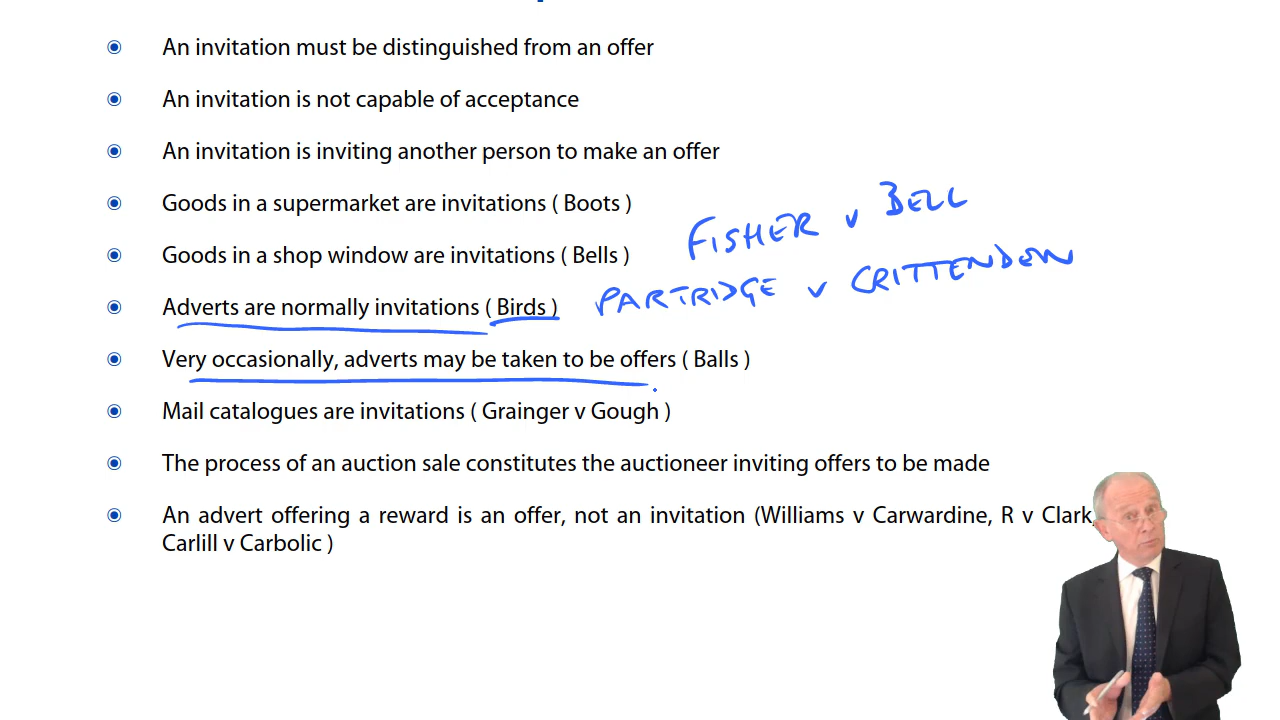 An invitation must be distinguished from an offer
An invitation is not capable of acceptance
An invitation is inviting another person to make an offer
Goods in a supermarket are invitations ( Boots )
Goods in a shop window are invitations ( Bells )
FISHER v BELL
Adverts are normally invitations ( Birds )
PARTRIDGE v CRITTENDEN
Very occasionally, adverts may be taken to be offers ( Balls )
Mail catalogues are invitations ( Grainger v Gough )
The process of an auction sale constitutes the auctioneer inviting offers to be made
An advert offering a reward is an offer, not an invitation (Williams v Carwardine, R v Clark,
Carlill v Carbolic )